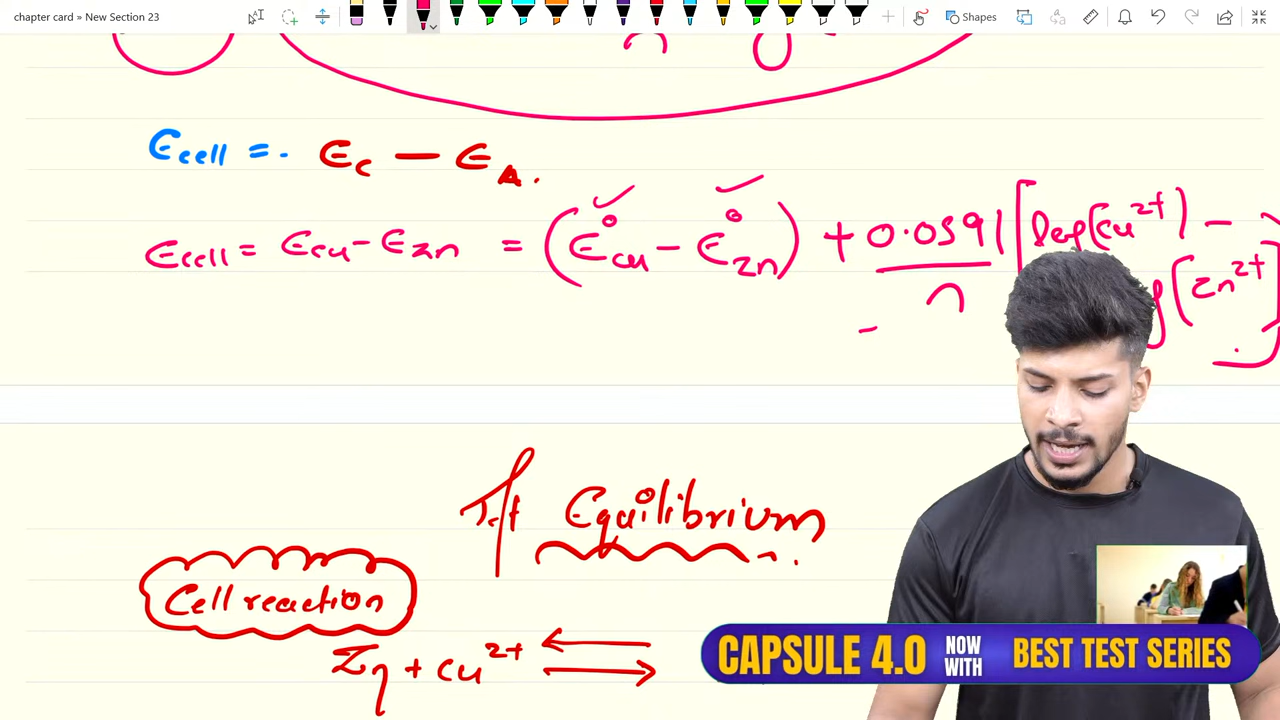 chapter card » New Section 23
Shapes
Ecell = . Ec – EA.
Ecell = Ecu – Ezn = (E°cu – E°zn) + 0.0591/n [log[Cu²⁺] –
[Zn²⁺]
Equilibrium
Cell reaction
Zn + Cu²⁺ ⇌
CAPSULE 4.0 NOW WITH BEST TEST SERIES